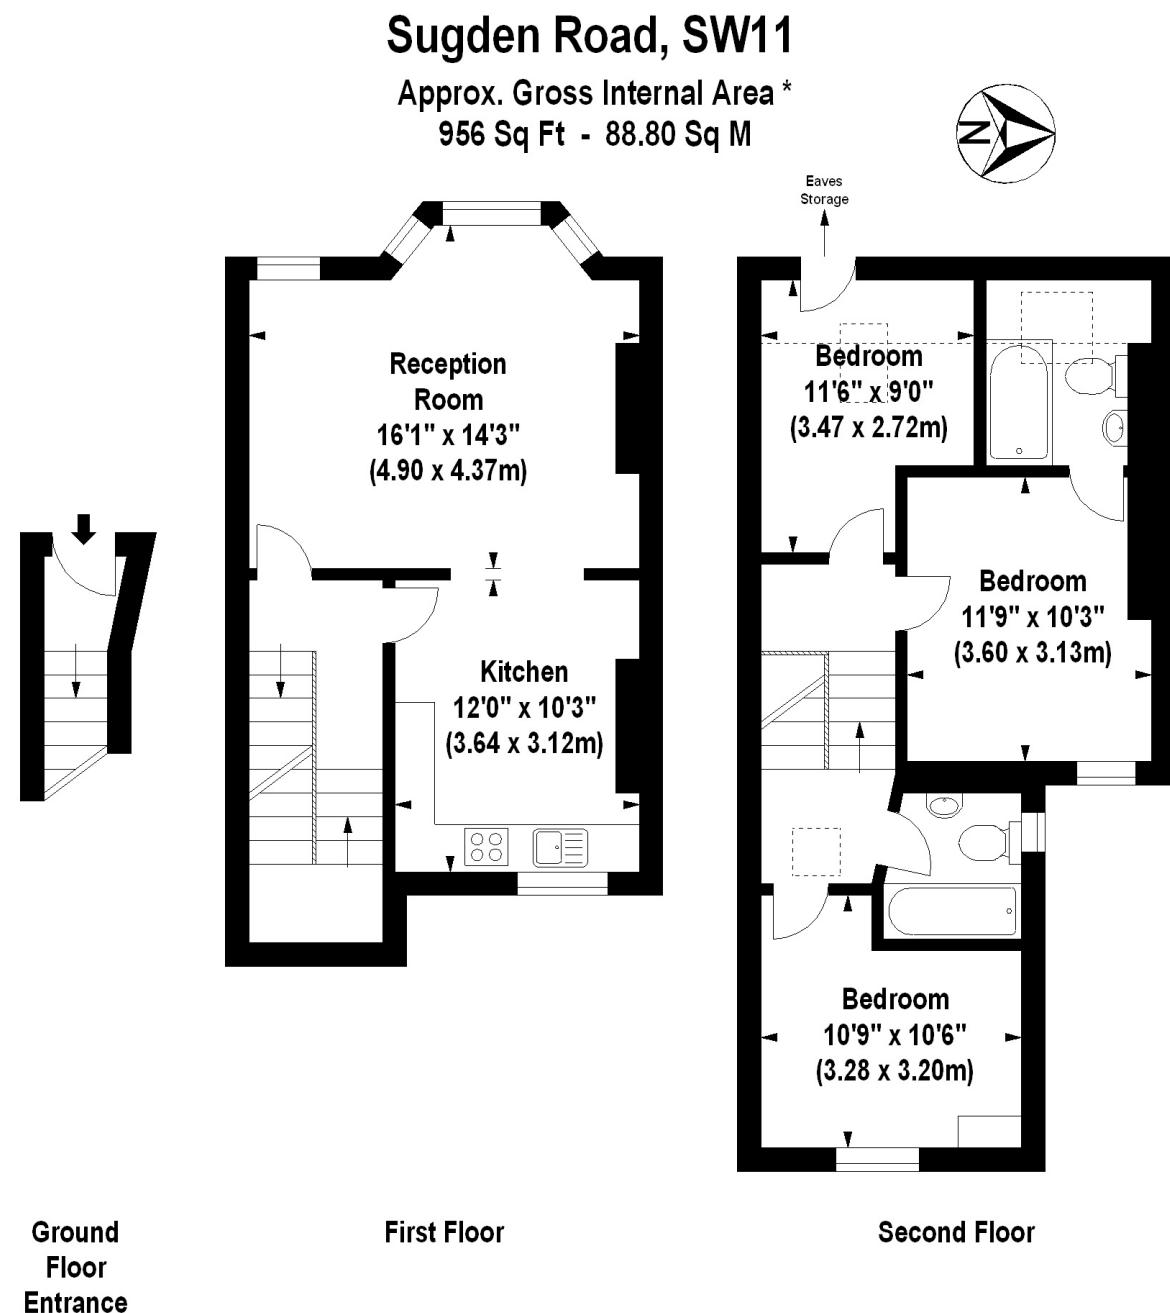 Sugden Road, SW11
Approx. Gross Internal Area *
956 Sq Ft - 88.80 Sq M
N
Eaves
Storage
Reception
Room
16'1" x 14'3"
(4.90 x 4.37m)
Kitchen
12'0" x 10'3"
(3.64 x 3.12m)
Bedroom
11'6" x 9'0"
(3.47 x 2.72m)
Bedroom
11'9" x 10'3"
(3.60 x 3.13m)
Bedroom
10'9" x 10'6"
(3.28 x 3.20m)
Ground
Floor
Entrance
First Floor
Second Floor